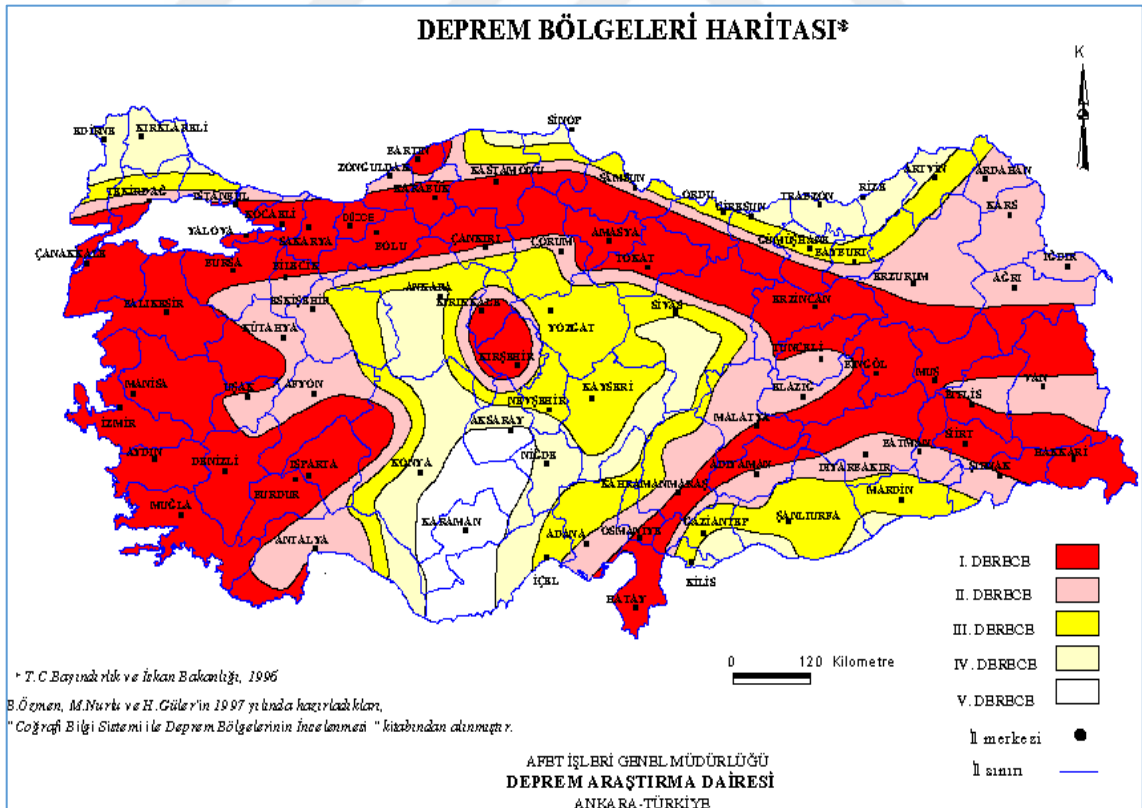 DEPREM BÖLGELERİ HARİTASI*
K
SİNOP
EDİRNE
KIRKLARELİ
BARTIN
ZONGULDAK
KASTAMONU
KARABÜK
SAMSUN
ORDU
GİRESUN
TRABZON
RİZE
ARTVİN
ARDAHAN
KARS
TEKİRDAĞ
İSTANBUL
KOCAELİ
YALOVA
SAKARYA
DÜZCE
BOLU
ÇANKIRI
ÇORUM
AMASYA
TOKAT
GÜMÜŞHANE
BAYBURT
ERZURUM
IĞDIR
AĞRI
ÇANAKKALE
BURSA
BİLECİK
BALIKESİR
ESKİŞEHİR
ANKARA
KIRIKKALE
YOZGAT
SİVAS
ERZİNCAN
KÜTAHYA
KIRŞEHİR
TUNCELİ
BİNGÖL
MUŞ
VAN
MANİSA
UŞAK
AFYON
NEVŞEHİR
KAYSERİ
ELAZIĞ
BİTLİS
İZMİR
AKSARAY
MALATYA
SİİRT
AYDIN
DENİZLİ
ISPARTA
BURDUR
KONYA
NİĞDE
KAHRAMANMARAŞ
ADIYAMAN
DİYARBAKIR
BATMAN
ŞIRNAK
HAKKARİ
MARDİN
MUĞLA
ANTALYA
KARAMAN
ADANA
OSMANİYE
GAZİANTEP
ŞANLIURFA
İÇEL
KİLİS
HATAY
I. DERECE
II. DERECE
III. DERECE
IV. DERECE
V. DERECE
İl merkezi
İl sınırı
0 120 Kilometre
* T.C.Bayındırlık ve İskan Bakanlığı, 1996
B.Özmen, M.Nurlu ve H.Güler'in 1997 yılında hazırladıkları,
"Coğrafi Bilgi Sistemi ile Deprem Bölgelerinin İncelenmesi" kitabından alınmıştır.
AFET İŞLERİ GENEL MÜDÜRLÜĞÜ
DEPREM ARAŞTIRMA DAİRESİ
ANKARA-TÜRKİYE